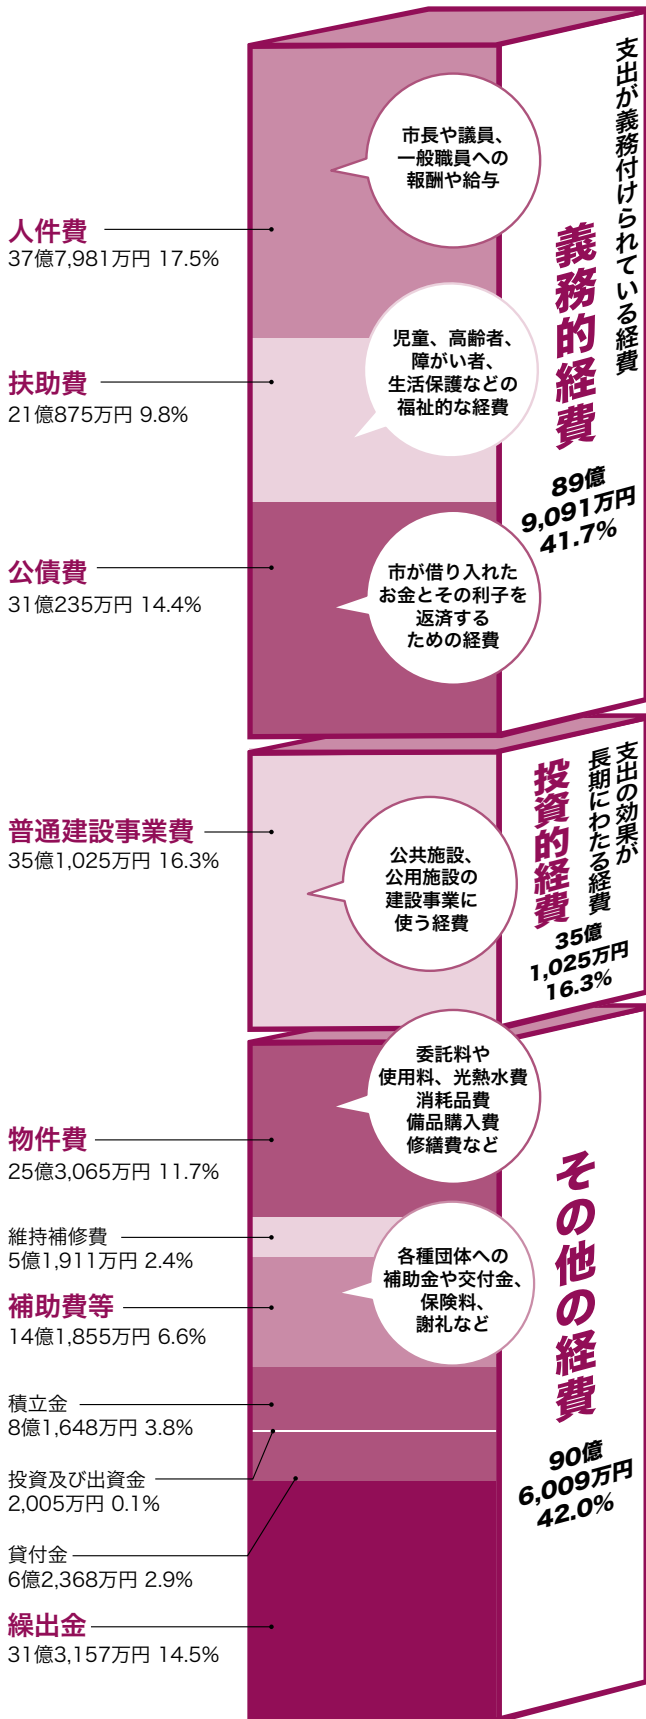 支出が義務付けられている経費
義務的経費
89億
9,091万円
41.7%
市長や議員、
一般職員への
報酬や給与
人件費
37億7,981万円 17.5%
児童、高齢者、
障がい者、
生活保護などの
福祉的な経費
扶助費
21億875万円 9.8%
市が借り入れた
お金とその利子を
返済する
ための経費
公債費
31億235万円 14.4%
支出の効果が
長期にわたる経費
投資的経費
35億
1,025万円
16.3%
普通建設事業費
35億1,025万円 16.3%
公共施設、
公用施設の
建設事業に
使う経費
その他の経費
90億
6,009万円
42.0%
委託料や
使用料、光熱水費
消耗品費
備品購入費
修繕費など
物件費
25億3,065万円 11.7%
維持補修費
5億1,911万円 2.4%
各種団体への
補助金や交付金、
保険料、
謝礼など
補助費等
14億1,855万円 6.6%
積立金
8億1,648万円 3.8%
投資及び出資金
2,005万円 0.1%
貸付金
6億2,368万円 2.9%
繰出金
31億3,157万円 14.5%